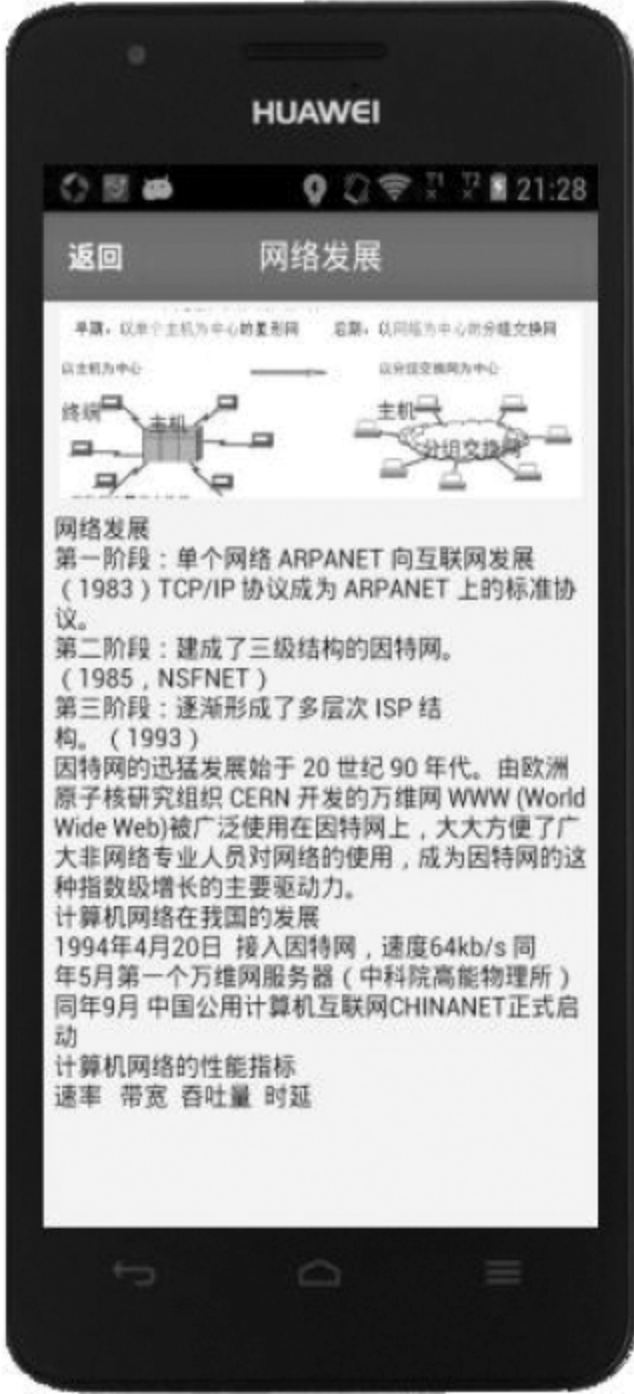 HUAWEI
T1 T2 21:28
返回 网络发展
早期：以单个主机为中心的星形网 后期：以网络为中心的分组交换网
以主机为中心 以分组交换网为中心
终端 主机 主机
分组交换网
网络发展
第一阶段：单个网络 ARPANET 向互联网发展
（1983）TCP/IP 协议成为 ARPANET 上的标准协
议。
第二阶段：建成了三级结构的因特网。
（1985，NSFNET）
第三阶段：逐渐形成了多层次 ISP 结
构。（1993）
因特网的迅猛发展始于 20 世纪 90 年代。由欧洲
原子核研究组织 CERN 开发的万维网 WWW (World
Wide Web)被广泛使用在因特网上，大大方便了广
大非网络专业人员对网络的使用，成为因特网的这
种指数级增长的主要驱动力。
计算机网络在我国的发展
1994年4月20日 接入因特网，速度64kb/s 同
年5月第一个万维网服务器（中科院高能物理所）
同年9月 中国公用计算机互联网CHINANET正式启
动
计算机网络的性能指标
速率 带宽 吞吐量 时延